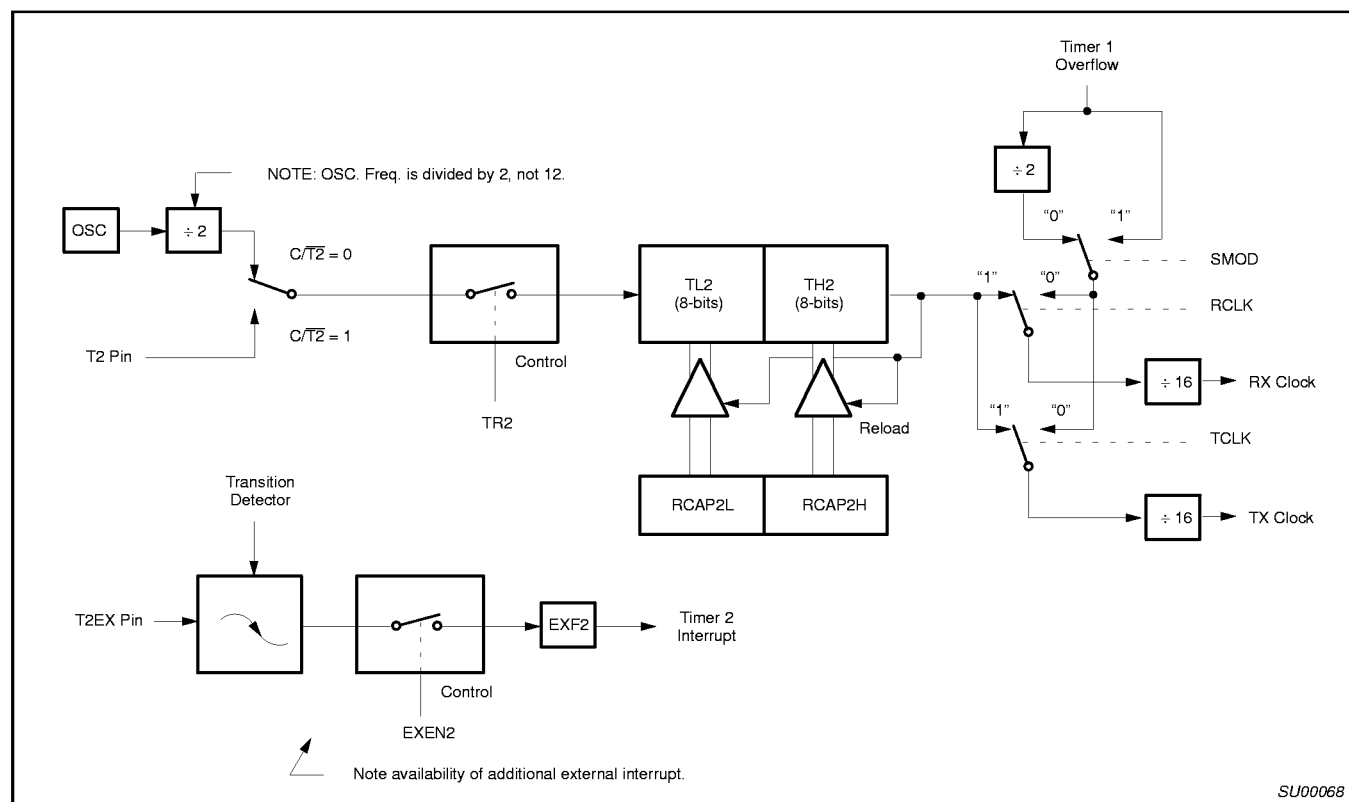 Timer 1
Overflow
÷ 2
NOTE: OSC. Freq. is divided by 2, not 12.
"0"
"1"
OSC
÷ 2
C/T2̅ = 0
SMOD
TL2
(8-bits)
TH2
(8-bits)
"1"
"0"
RCLK
C/T2̅ = 1
T2 Pin
Control
÷ 16
RX Clock
TR2
Reload
"1"
"0"
TCLK
Transition
Detector
RCAP2L
RCAP2H
÷ 16
TX Clock
T2EX Pin
EXF2
Timer 2
Interrupt
Control
EXEN2
Note availability of additional external interrupt.
SU00068